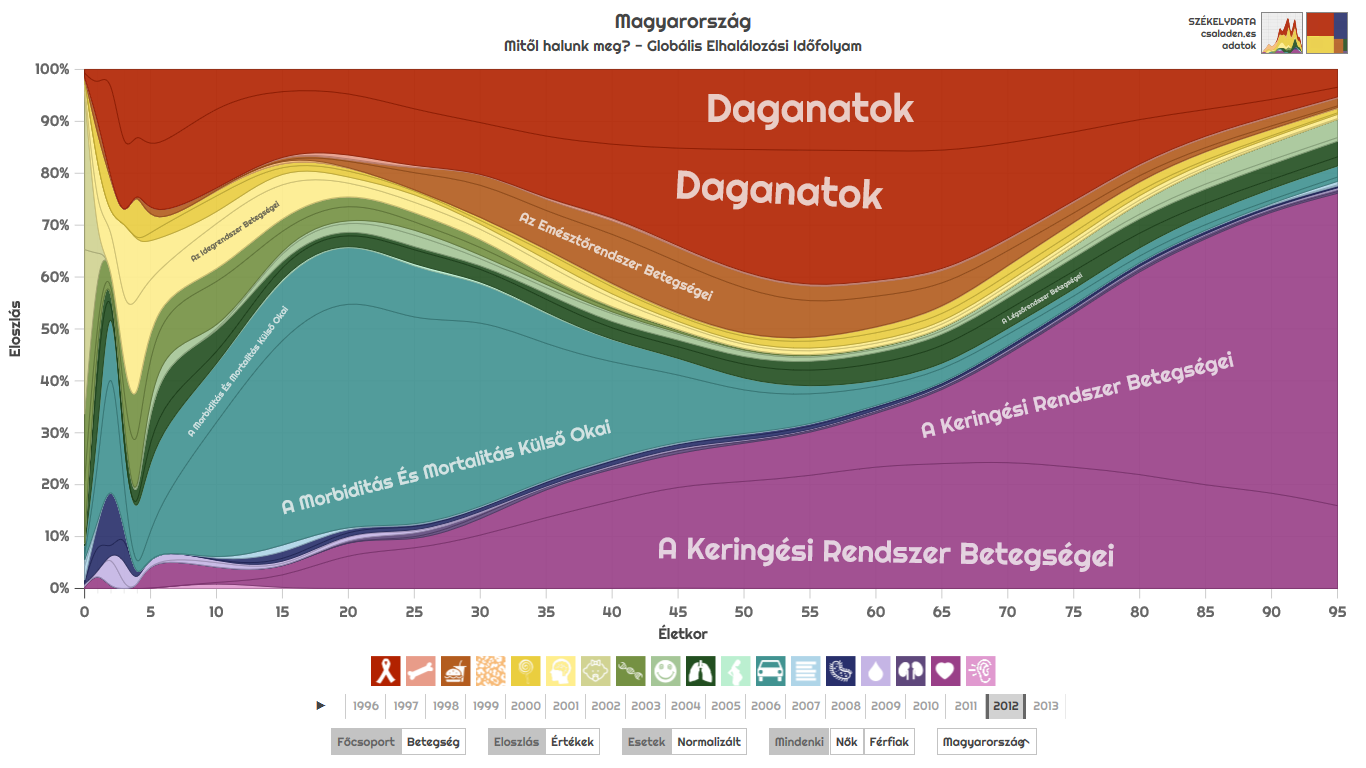 Magyarország
Mitől halunk meg? - Globális Elhalálozási Időfolyam
SZÉKELYDATA
csaladen.es
adatok
100%
90%
80%
70%
60%
50%
40%
30%
20%
10%
0%
Eloszlás
Daganatok
Daganatok
Az Emésztőrendszer Betegségei
Az Idegrendszer Betegségei
A Légzőrendszer Betegségei
A Morbiditás És Mortalitás Külső Okai
A Morbiditás És Mortalitás Külső Okai
A Keringési Rendszer Betegségei
A Keringési Rendszer Betegségei
0 5 10 15 20 25 30 35 40 45 50 55 60 65 70 75 80 85 90 95
Életkor
1996 1997 1998 1999 2000 2001 2002 2003 2004 2005 2006 2007 2008 2009 2010 2011 2012 2013
Főcsoport Betegség Eloszlás Értékek Esetek Normalizált Mindenki Nők Férfiak Magyarország